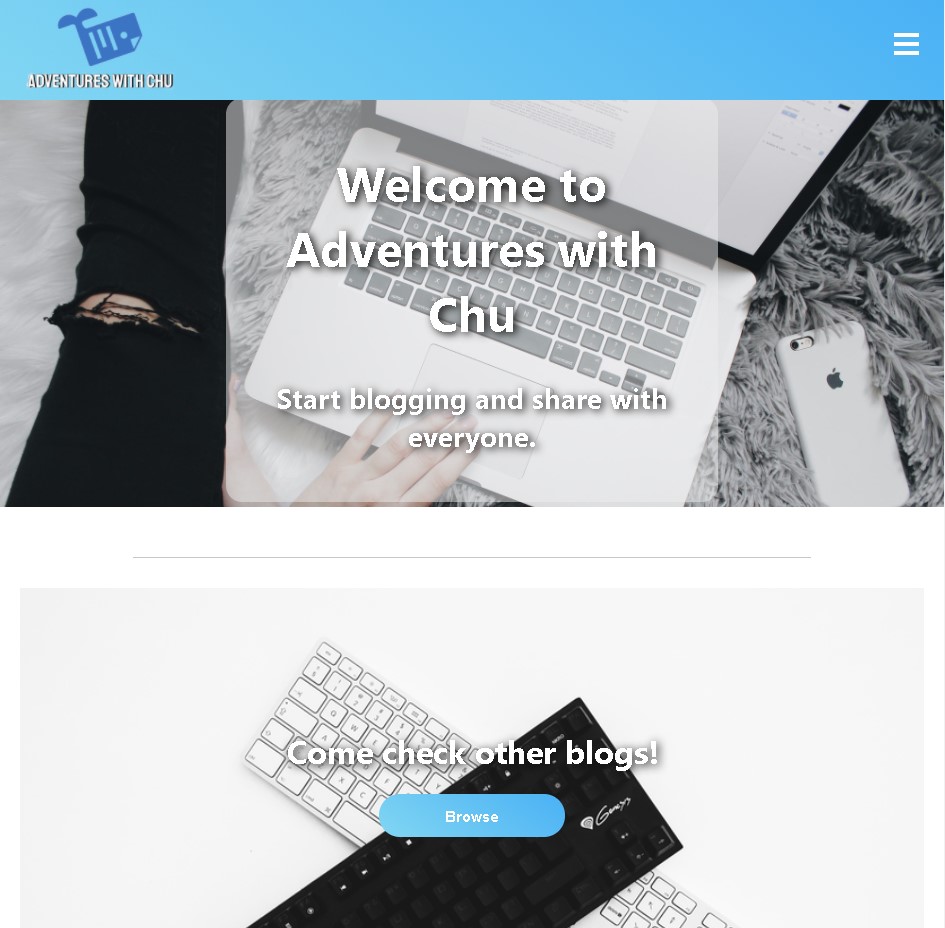 ADVENTURES WITH CHU
Welcome to
Adventures with
Chu
Start blogging and share with
everyone.
Come check other blogs!
Browse
Genesis